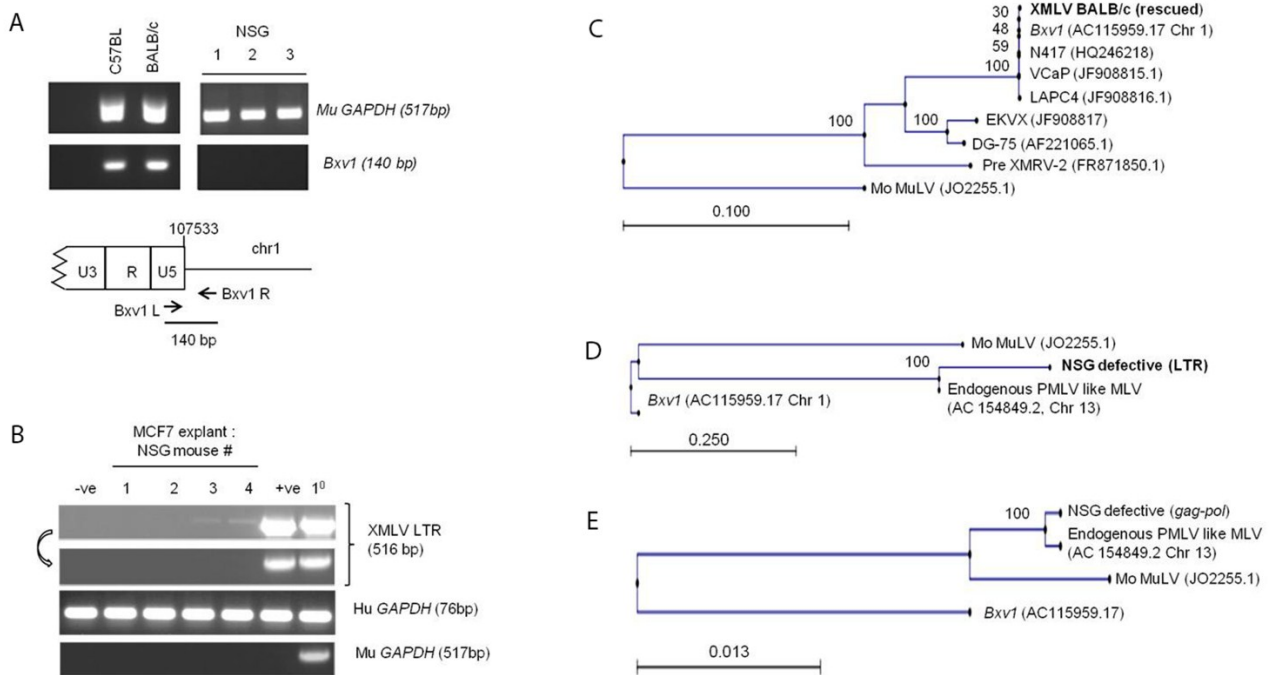 A
C57BL
BALB/c
NSG
1 2 3
Mu GAPDH (517bp)
Bxv1 (140 bp)
107533
chr1
U3 R U5
Bxv1 R
Bxv1 L
140 bp
B
MCF7 explant :
NSG mouse #
-ve 1 2 3 4 +ve 1⁰
XMLV LTR
(516 bp)
Hu GAPDH (76bp)
Mu GAPDH (517bp)
C
30
48
59
100
XMLV BALB/c (rescued)
Bxv1 (AC115959.17 Chr 1)
N417 (HQ246218)
VCaP (JF908815.1)
LAPC4 (JF908816.1)
100
100
EKVX (JF908817)
DG-75 (AF221065.1)
Pre XMRV-2 (FR871850.1)
Mo MuLV (JO2255.1)
0.100
D
Mo MuLV (JO2255.1)
100
NSG defective (LTR)
Endogenous PMLV like MLV
(AC 154849.2, Chr 13)
Bxv1 (AC115959.17 Chr 1)
0.250
E
100
NSG defective (gag-pol)
Endogenous PMLV like MLV
(AC 154849.2 Chr 13)
Mo MuLV (JO2255.1)
Bxv1 (AC115959.17)
0.013